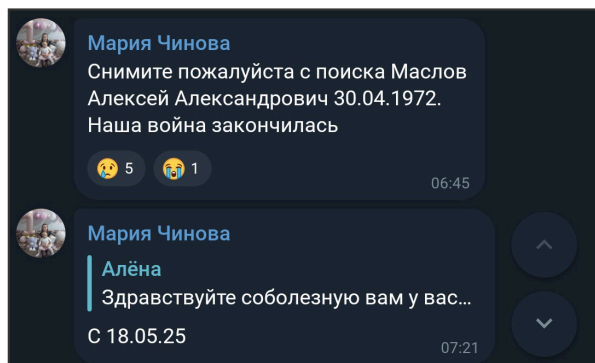 Мария Чинова
Снимите пожалуйста с поиска Маслов
Алексей Александрович 30.04.1972.
Наша война закончилась
5 1
06:45
Мария Чинова
Алёна
Здравствуйте соболезную вам у вас...
С 18.05.25
07:21